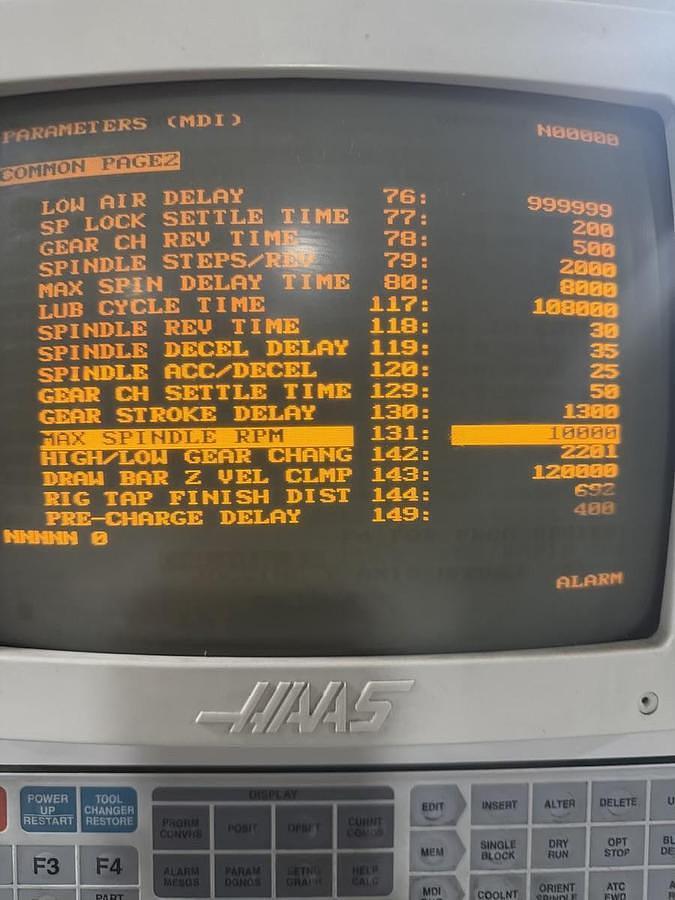 PARAMETERS (MDI) N00000
COMMON PAGE2
LOW AIR DELAY 76: 999999
SP LOCK SETTLE TIME 77: 200
GEAR CH REV TIME 78: 500
SPINDLE STEPS/REV 79: 2000
MAX SPIN DELAY TIME 80: 8000
LUB CYCLE TIME 117: 108000
SPINDLE REV TIME 118: 30
SPINDLE DECEL DELAY 119: 35
SPINDLE ACC/DECEL 120: 25
GEAR CH SETTLE TIME 129: 50
GEAR STROKE DELAY 130: 1300
MAX SPINDLE RPM 131: 10000
HIGH/LOW GEAR CHANG 142: 2201
DRAW BAR Z VEL CLMP 143: 120000
RIG TAP FINISH DIST 144: 692
PRE-CHARGE DELAY 149: 400
NNNNN 0
ALARM
HAAS
POWER UP RESTART
TOOL CHANGER RESTORE
DISPLAY
PRGRM CONVRS
POSIT
OFSET
CURNT COMDS
EDIT
INSERT
ALTER
DELETE
F3
F4
ALARM MESGS
PARAM DGNOS
SETNG GRAPH
HELP CALC
MEM
SINGLE BLOCK
DRY RUN
OPT STOP
PART
MDI
COOLNT
ORIENT SPINDLE
ATC FWD